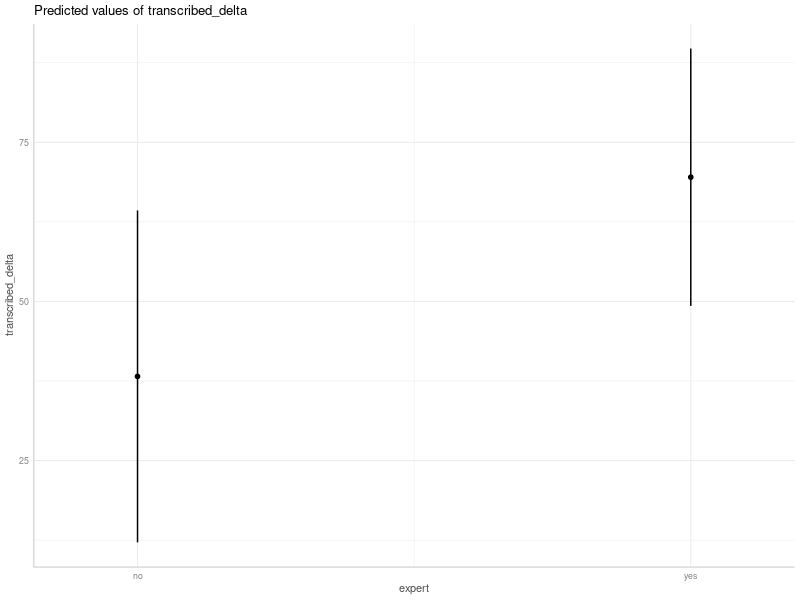 Predicted values of transcribed_delta
75
50
25
transcribed_delta
no
yes
expert